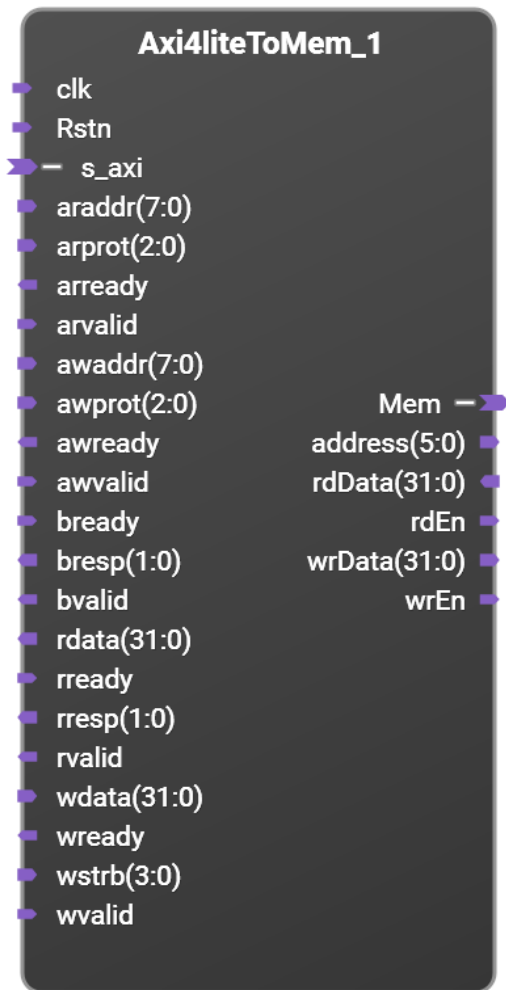 Axi4liteToMem_1
clk
Rstn
s_axi
araddr(7:0)
arprot(2:0)
arready
arvalid
awaddr(7:0)
awprot(2:0)
awready
awvalid
bready
bresp(1:0)
bvalid
rdata(31:0)
rready
rresp(1:0)
rvalid
wdata(31:0)
wready
wstrb(3:0)
wvalid
Mem
address(5:0)
rdData(31:0)
rdEn
wrData(31:0)
wrEn